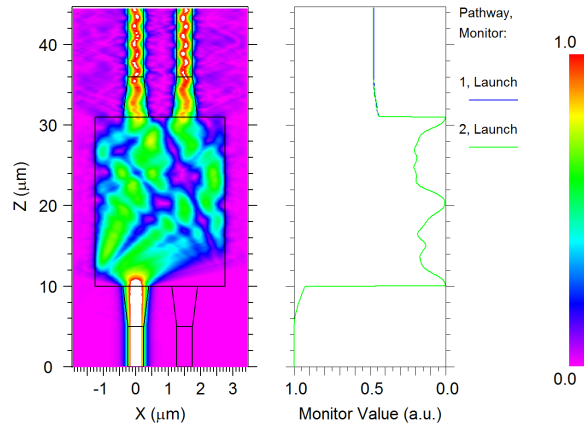 40
30
20
10
0
Z (μm)
-1 0 1 2 3
X (μm)
1.0 0.5 0.0
Monitor Value (a.u.)
Pathway,
Monitor:
1, Launch
2, Launch
1.0
0.0